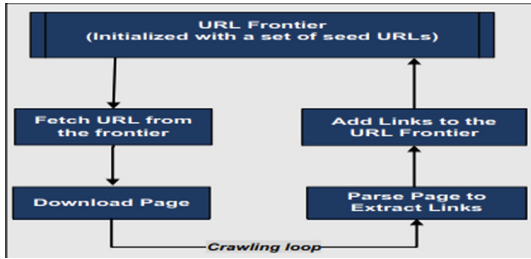 URL Frontier
(Initialized with a set of seed URLs)
Fetch URL from
the frontier
Add Links to the
URL Frontier
Download Page
Parse Page to
Extract Links
Crawling loop